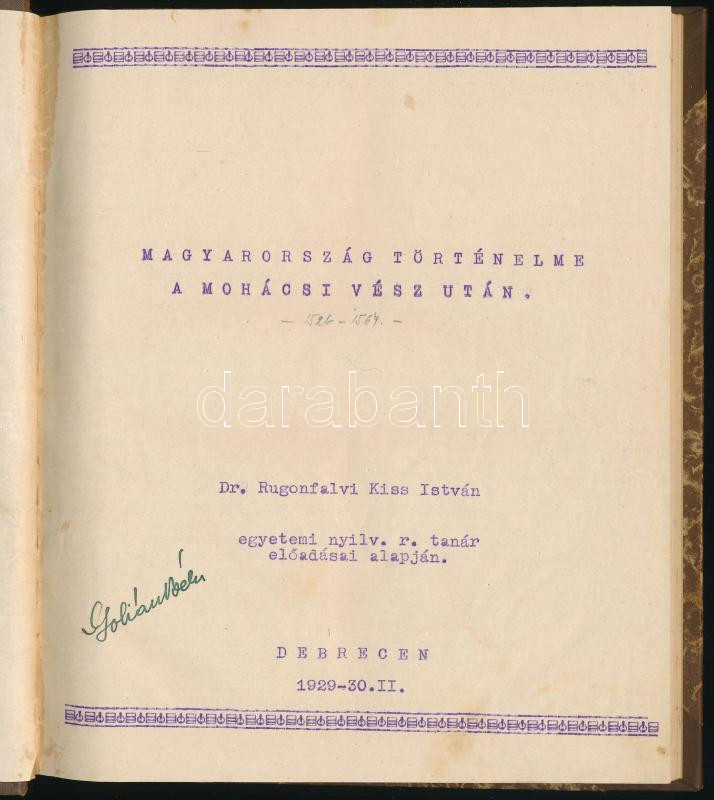 MAGYARORSZÁG TÖRTÉNELME
A MOHÁCSI VÉSZ UTÁN.
- 1526-1564. -
darabanth
Dr. Rugonfalvi Kiss István
egyetemi nyilv. r. tanár
előadásai alapján.
DEBRECEN
1929-30.II.